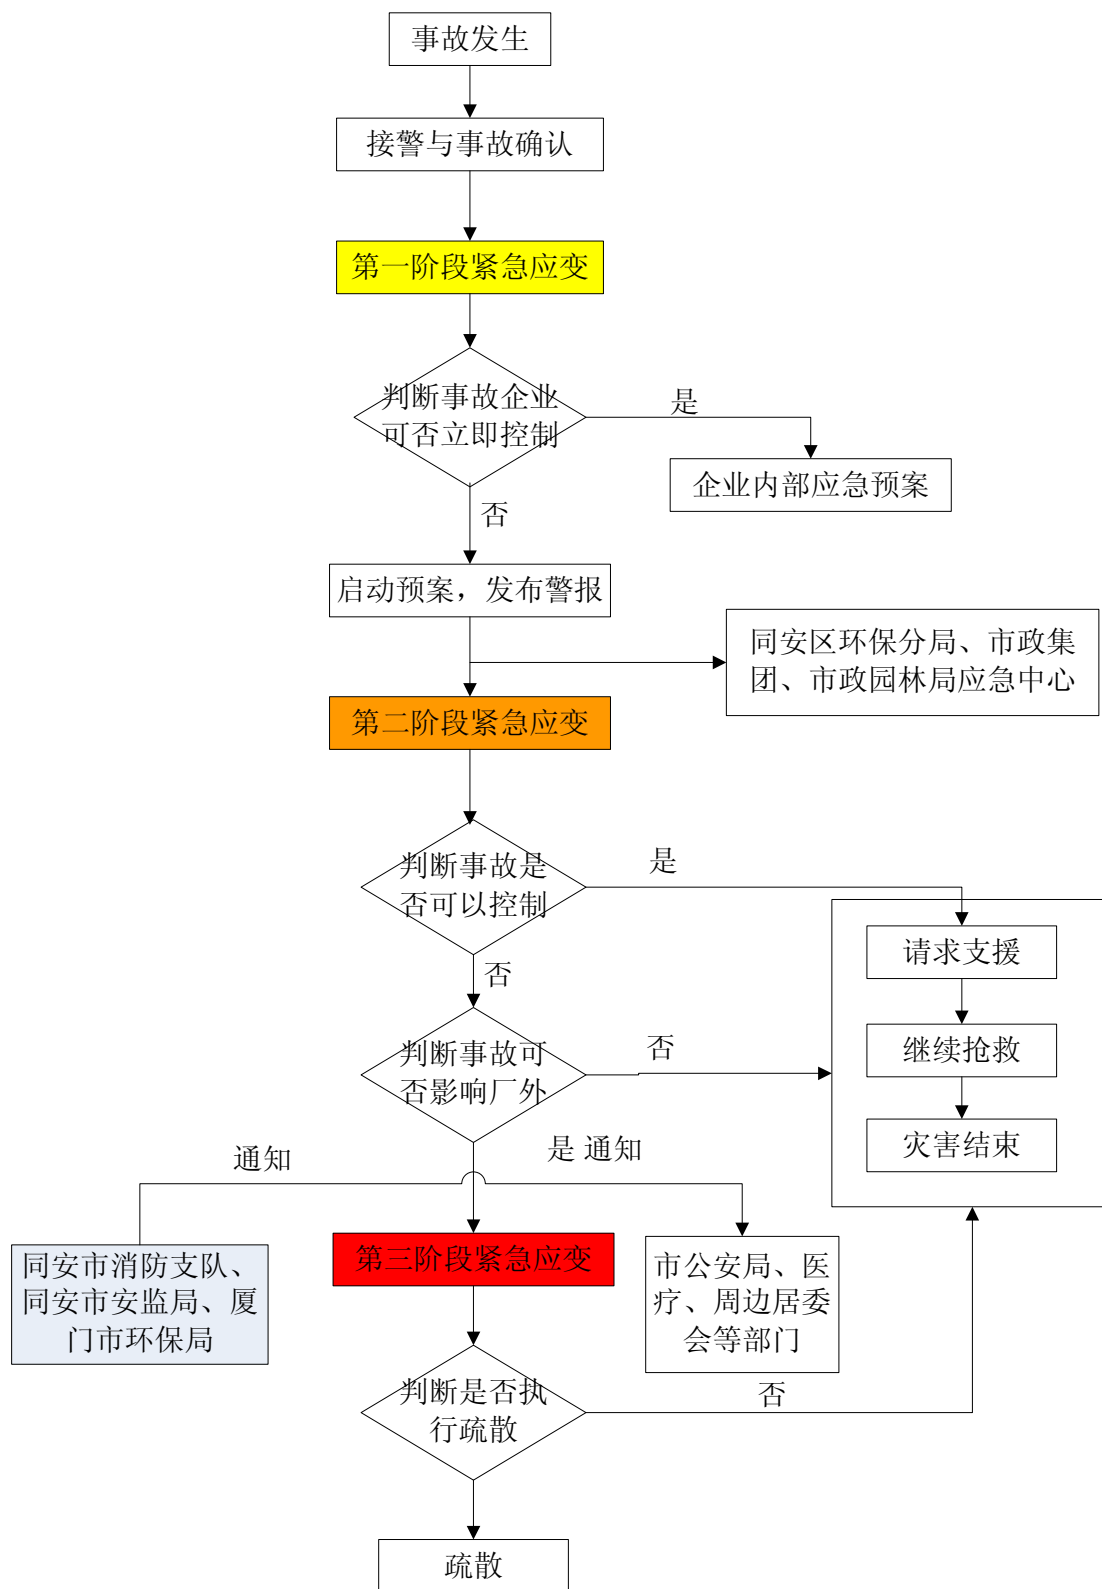 事故发生
接警与事故确认
第一阶段紧急应变
判断事故企业
可否立即控制
是
企业内部应急预案
否
启动预案，发布警报
同安区环保分局、市政集
团、市政园林局应急中心
第二阶段紧急应变
判断事故是
否可以控制
是
请求支援
否
继续抢救
判断事故可
否影响厂外
否
灾害结束
通知
是 通知
第三阶段紧急应变
同安市消防支队、
同安市安监局、厦
门市环保局
市公安局、医
疗、周边居委
会等部门
判断是否执
行疏散
否
疏散